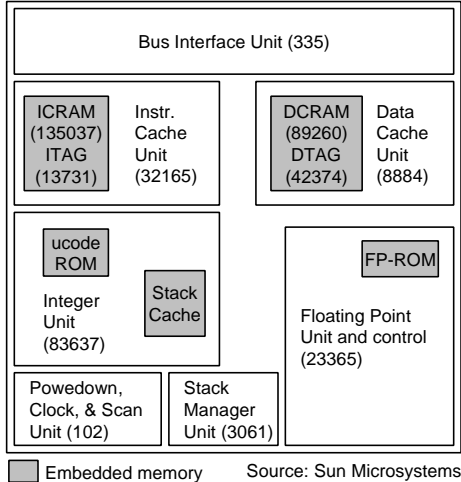 Bus Interface Unit (335)
ICRAM
(135037)
ITAG
(13731)
Instr.
Cache
Unit
(32165)
DCRAM
(89260)
DTAG
(42374)
Data
Cache
Unit
(8884)
ucode
ROM
Stack
Cache
Integer
Unit
(83637)
FP-ROM
Floating Point
Unit and control
(23365)
Powedown,
Clock, & Scan
Unit (102)
Stack
Manager
Unit (3061)
Embedded memory
Source: Sun Microsystems